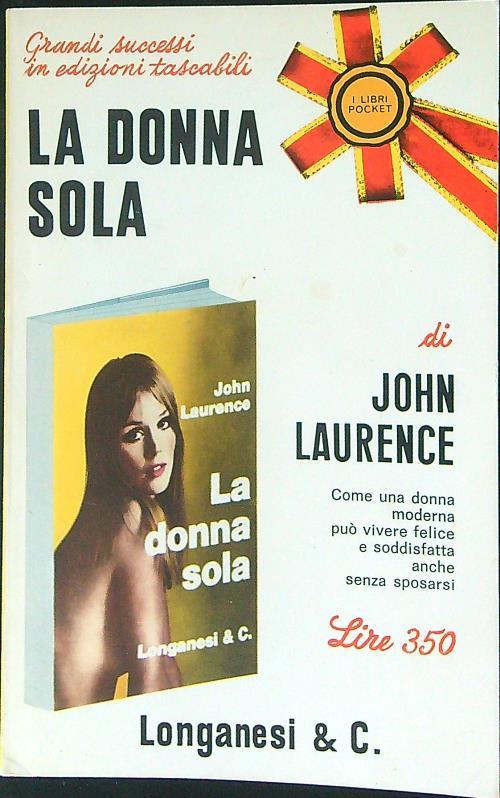 Grandi successi
in edizioni tascabili
I LIBRI
POCKET
LA DONNA
SOLA
di
JOHN
LAURENCE
John
Laurence
La
donna
sola
Longanesi & C.
Come una donna
moderna
può vivere felice
e soddisfatta
anche
senza sposarsi
Lire 350
Longanesi & C.